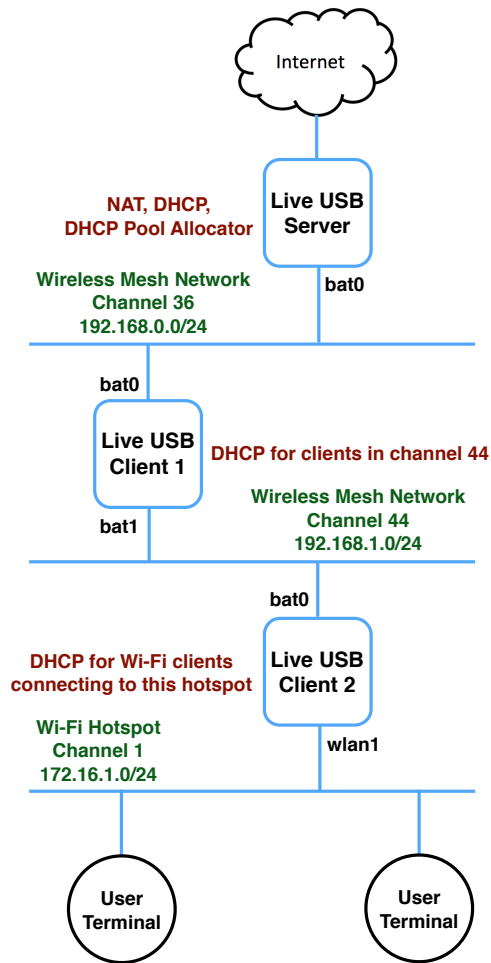 Internet
Live USB
Server
NAT, DHCP,
DHCP Pool Allocator
bat0
Wireless Mesh Network
Channel 36
192.168.0.0/24
bat0
Live USB
Client 1
DHCP for clients in channel 44
bat1
Wireless Mesh Network
Channel 44
192.168.1.0/24
bat0
Live USB
Client 2
DHCP for Wi-Fi clients
connecting to this hotspot
wlan1
Wi-Fi Hotspot
Channel 1
172.16.1.0/24
User
Terminal
User
Terminal